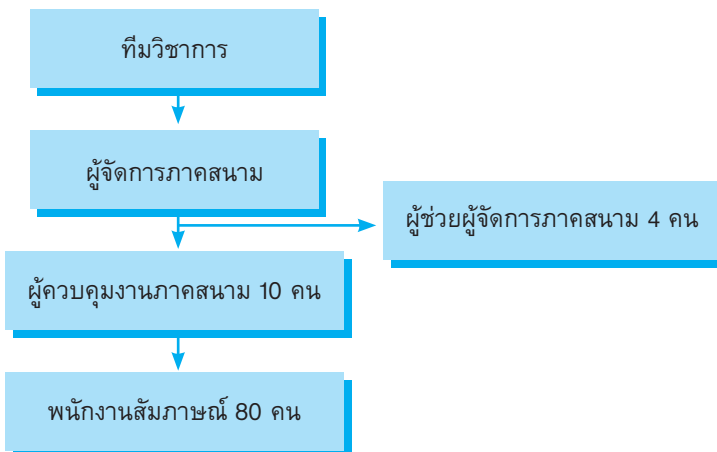 ทีมวิชาการ
ผู้จัดการภาคสนาม
ผู้ช่วยผู้จัดการภาคสนาม 4 คน
ผู้ควบคุมงานภาคสนาม 10 คน
พนักงานสัมภาษณ์ 80 คน